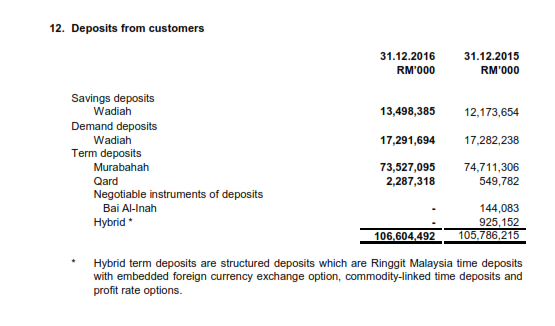 12. Deposits from customers
31.12.2016 31.12.2015
RM'000 RM'000
Savings deposits
Wadiah 13,498,385 12,173,654
Demand deposits
Wadiah 17,291,694 17,282,238
Term deposits
Murabahah 73,527,095 74,711,306
Qard 2,287,318 549,782
Negotiable instruments of deposits
Bai Al-Inah - 144,083
Hybrid * - 925,152
106,604,492 105,786,215
* Hybrid term deposits are structured deposits which are Ringgit Malaysia time deposits
with embedded foreign currency exchange option, commodity-linked time deposits and
profit rate options.